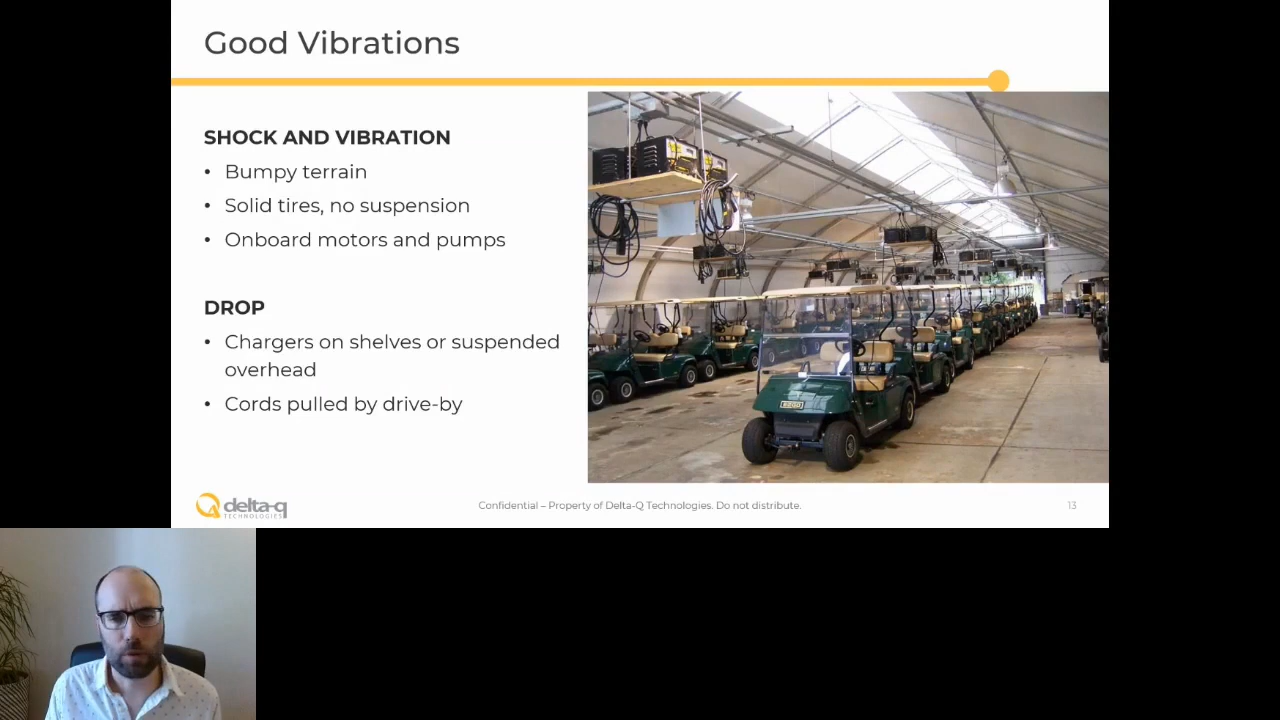 Good Vibrations
SHOCK AND VIBRATION
• Bumpy terrain
• Solid tires, no suspension
• Onboard motors and pumps
DROP
• Chargers on shelves or suspended
overhead
• Cords pulled by drive-by
delta-q
TECHNOLOGIES
Confidential – Property of Delta-Q Technologies. Do not distribute.
13